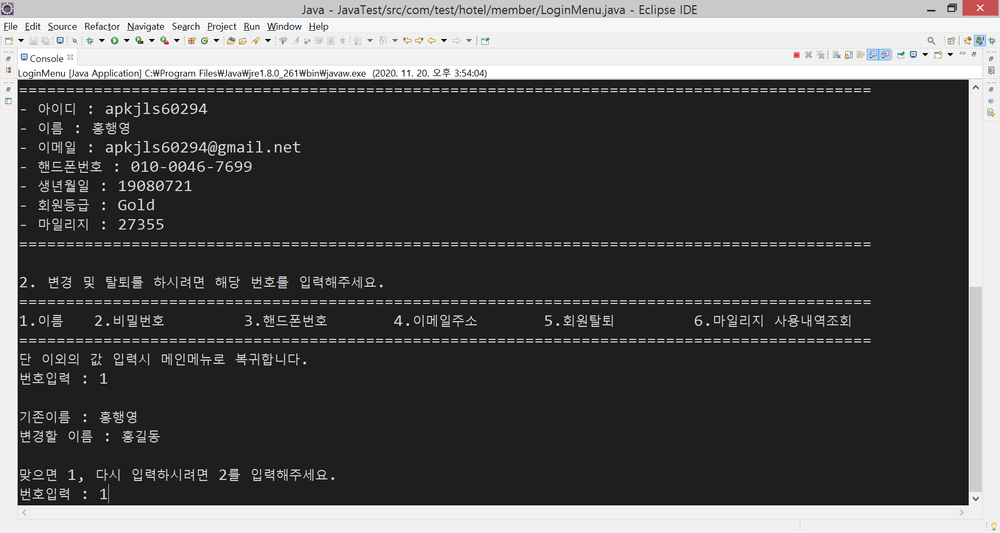 Java - JavaTest/src/com/test/hotel/member/LoginMenu.java - Eclipse IDE
File Edit Source Refactor Navigate Search Project Run Window Help
Console
LoginMenu [Java Application] C:₩Program Files₩Java₩jre1.8.0_261₩bin₩javaw.exe (2020. 11. 20. 오후 3:54:04)
===========================================================================================
- 아이디 : apkjls60294
- 이름 : 홍행영
- 이메일 : apkjls60294@gmail.net
- 핸드폰번호 : 010-0046-7699
- 생년월일 : 19080721
- 회원등급 : Gold
- 마일리지 : 27355
===========================================================================================
2. 변경 및 탈퇴를 하시려면 해당 번호를 입력해주세요.
===========================================================================================
1.이름 2.비밀번호 3.핸드폰번호 4.이메일주소 5.회원탈퇴 6.마일리지 사용내역조회
===========================================================================================
단 이외의 값 입력시 메인메뉴로 복귀합니다.
번호입력 : 1
기존이름 : 홍행영
변경할 이름 : 홍길동
맞으면 1, 다시 입력하시려면 2를 입력해주세요.
번호입력 : 1